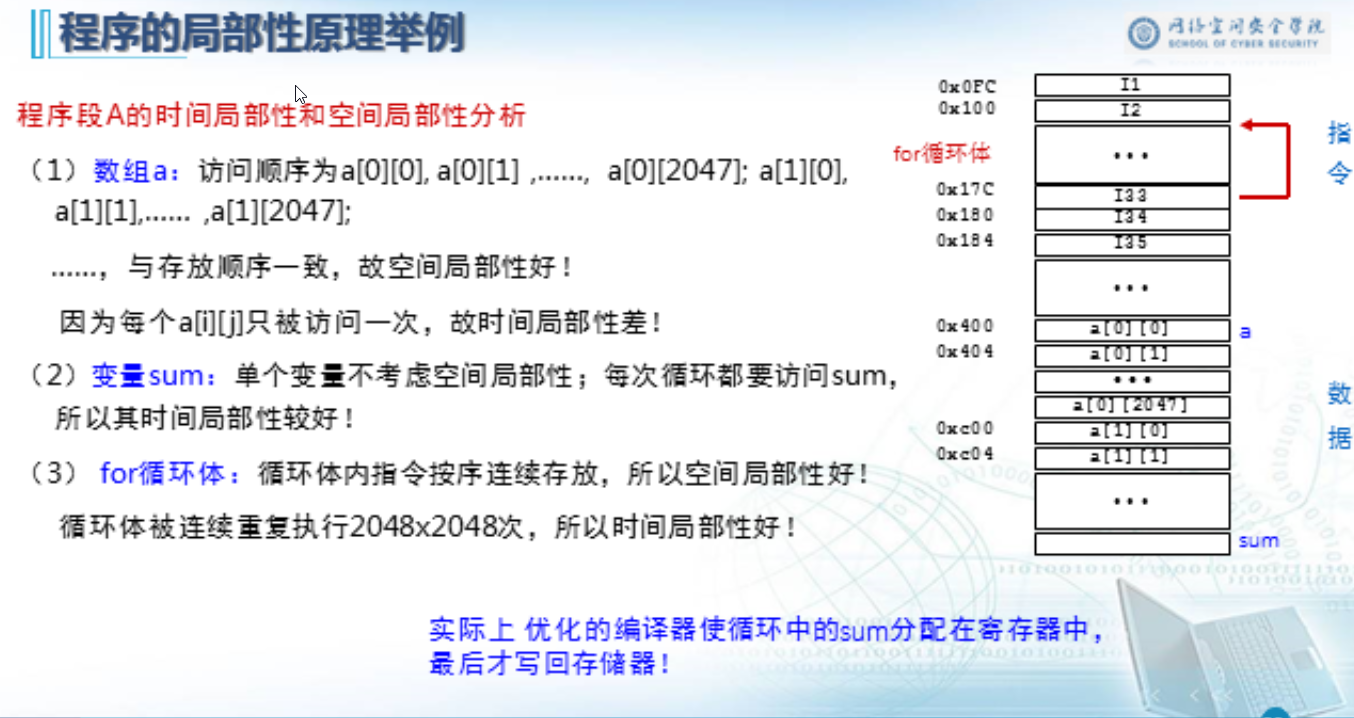 程序的局部性原理举例
网络空间安全学院
SCHOOL OF CYBER SECURITY
程序段A的时间局部性和空间局部性分析
（1）数组a：访问顺序为a[0][0], a[0][1] ,......, a[0][2047]; a[1][0],
a[1][1],...... ,a[1][2047];
......，与存放顺序一致，故空间局部性好！
因为每个a[i][j]只被访问一次，故时间局部性差！
（2）变量sum：单个变量不考虑空间局部性；每次循环都要访问sum，
所以其时间局部性较好！
（3） for循环体：循环体内指令按序连续存放，所以空间局部性好！
循环体被连续重复执行2048x2048次，所以时间局部性好！
实际上 优化的编译器使循环中的sum分配在寄存器中，
最后才写回存储器！
0x0FC I1
0x100 I2
for循环体 •••
0x17C I33
0x180 I34
0x184 I35
•••
0x400 a[0][0] a
0x404 a[0][1]
•••
a[0][2047]
0xc00 a[1][0]
0xc04 a[1][1]
•••
sum
指令
数据